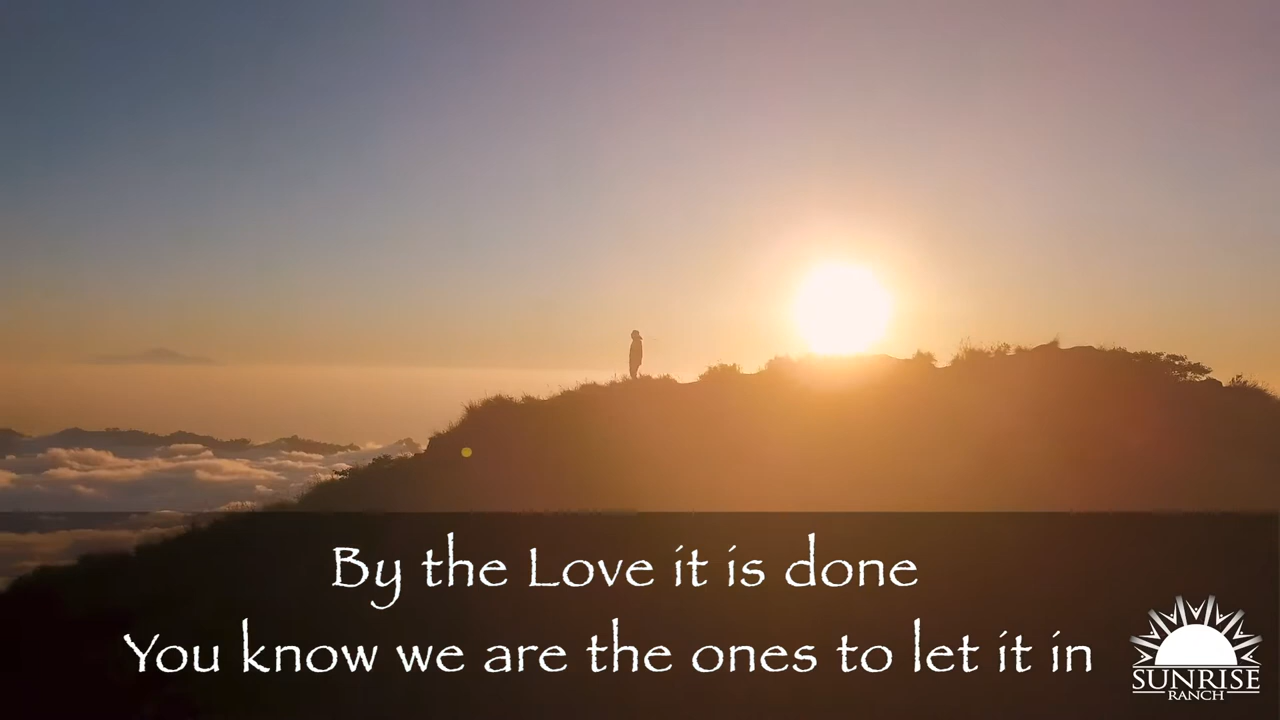 By the Love it is done
You know we are the ones to let it in
SUNRISE
RANCH